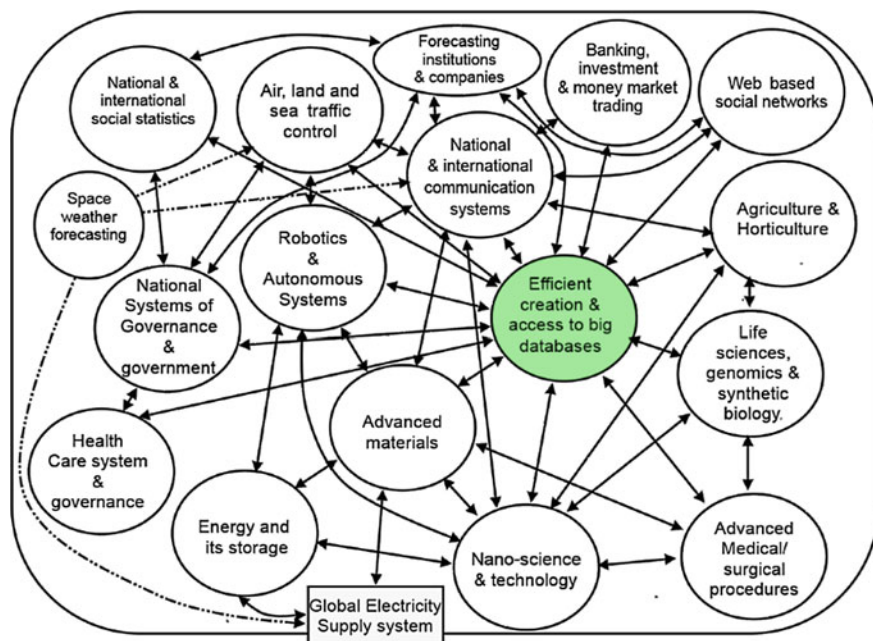 National &
international
social statistics
Air, land and
sea traffic
control
Forecasting
institutions
& companies
Banking,
investment
& money market
trading
Web based
social networks
National
& international
communication
systems
Space
weather
forecasting
Agriculture &
Horticulture
Robotics
&
Autonomous
Systems
National
Systems of
Governance
&
government
Efficient
creation &
access to big
databases
Life
sciences,
genomics &
synthetic
biology.
Advanced
materials
Health
Care system
&
governance
Energy and
its storage
Nano-science
& technology
Advanced
Medical/
surgical
procedures
Global Electricity
Supply system